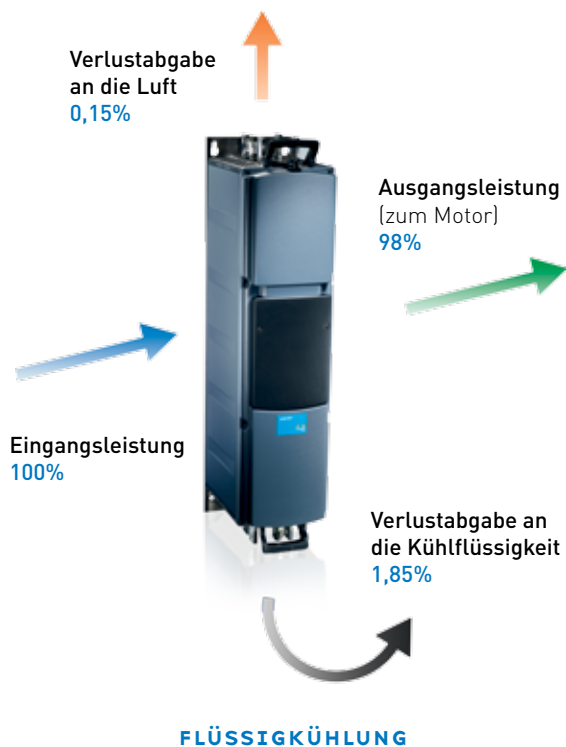 Verlustabgabe
an die Luft
0,15%
Ausgangsleistung
(zum Motor)
98%
Eingangsleistung
100%
Verlustabgabe an
die Kühlflüssigkeit
1,85%
FLÜSSIGKÜHLUNG